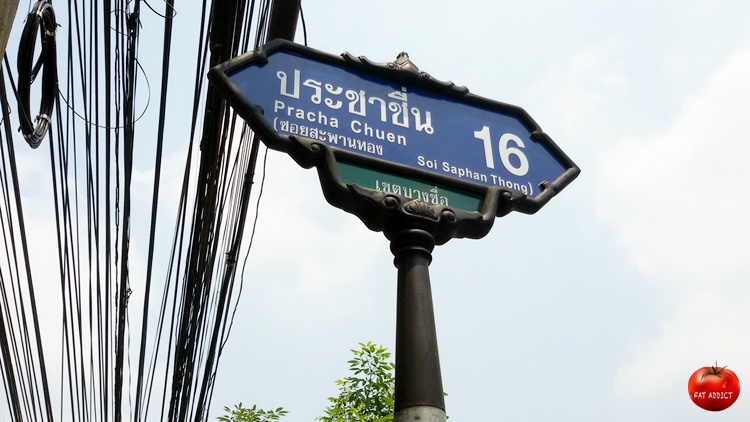 ประชาชื่น 16
Pracha Chuen
(ซอยสะพานทอง Soi Saphan Thong)
เขตบางซื่อ
FAT ADDICT